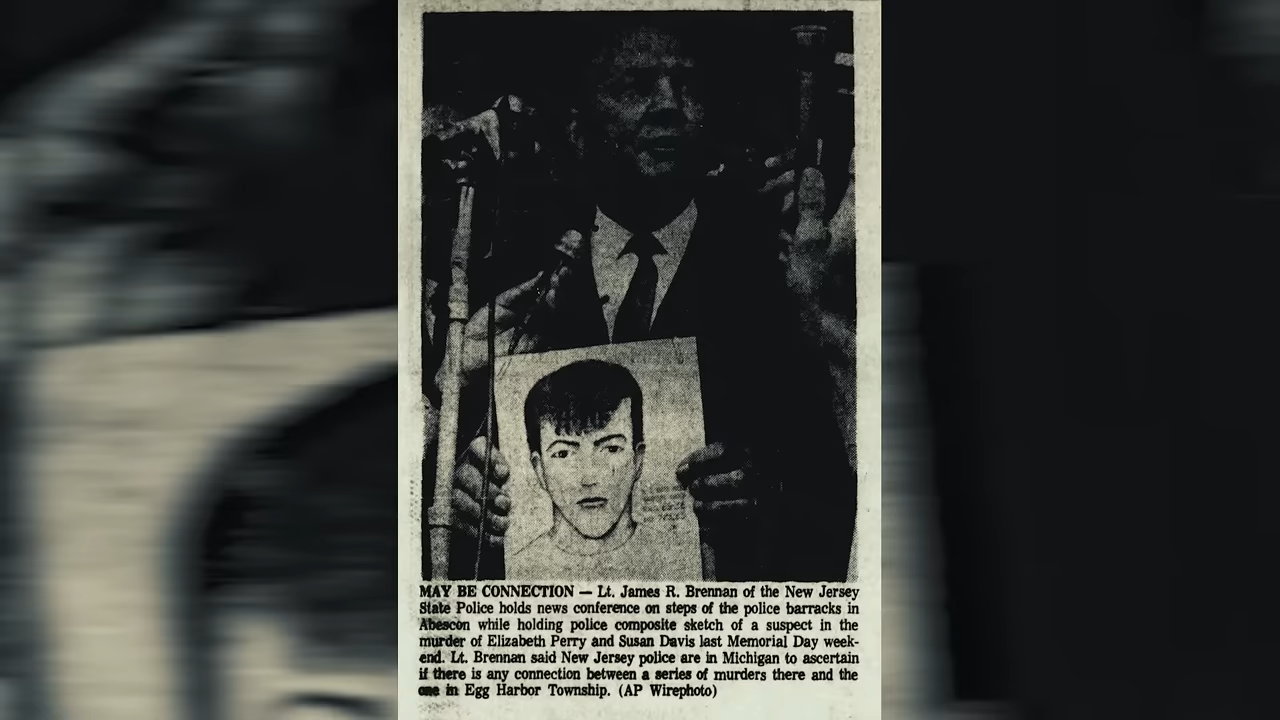 MAY BE CONNECTION — Lt. James R. Brennan of the New Jersey
State Police holds news conference on steps of the police barracks in
Abescon while holding police composite sketch of a suspect in the
murder of Elizabeth Perry and Susan Davis last Memorial Day week-
end. Lt. Brennan said New Jersey police are in Michigan to ascertain
if there is any connection between a series of murders there and the
one in Egg Harbor Township. (AP Wirephoto)